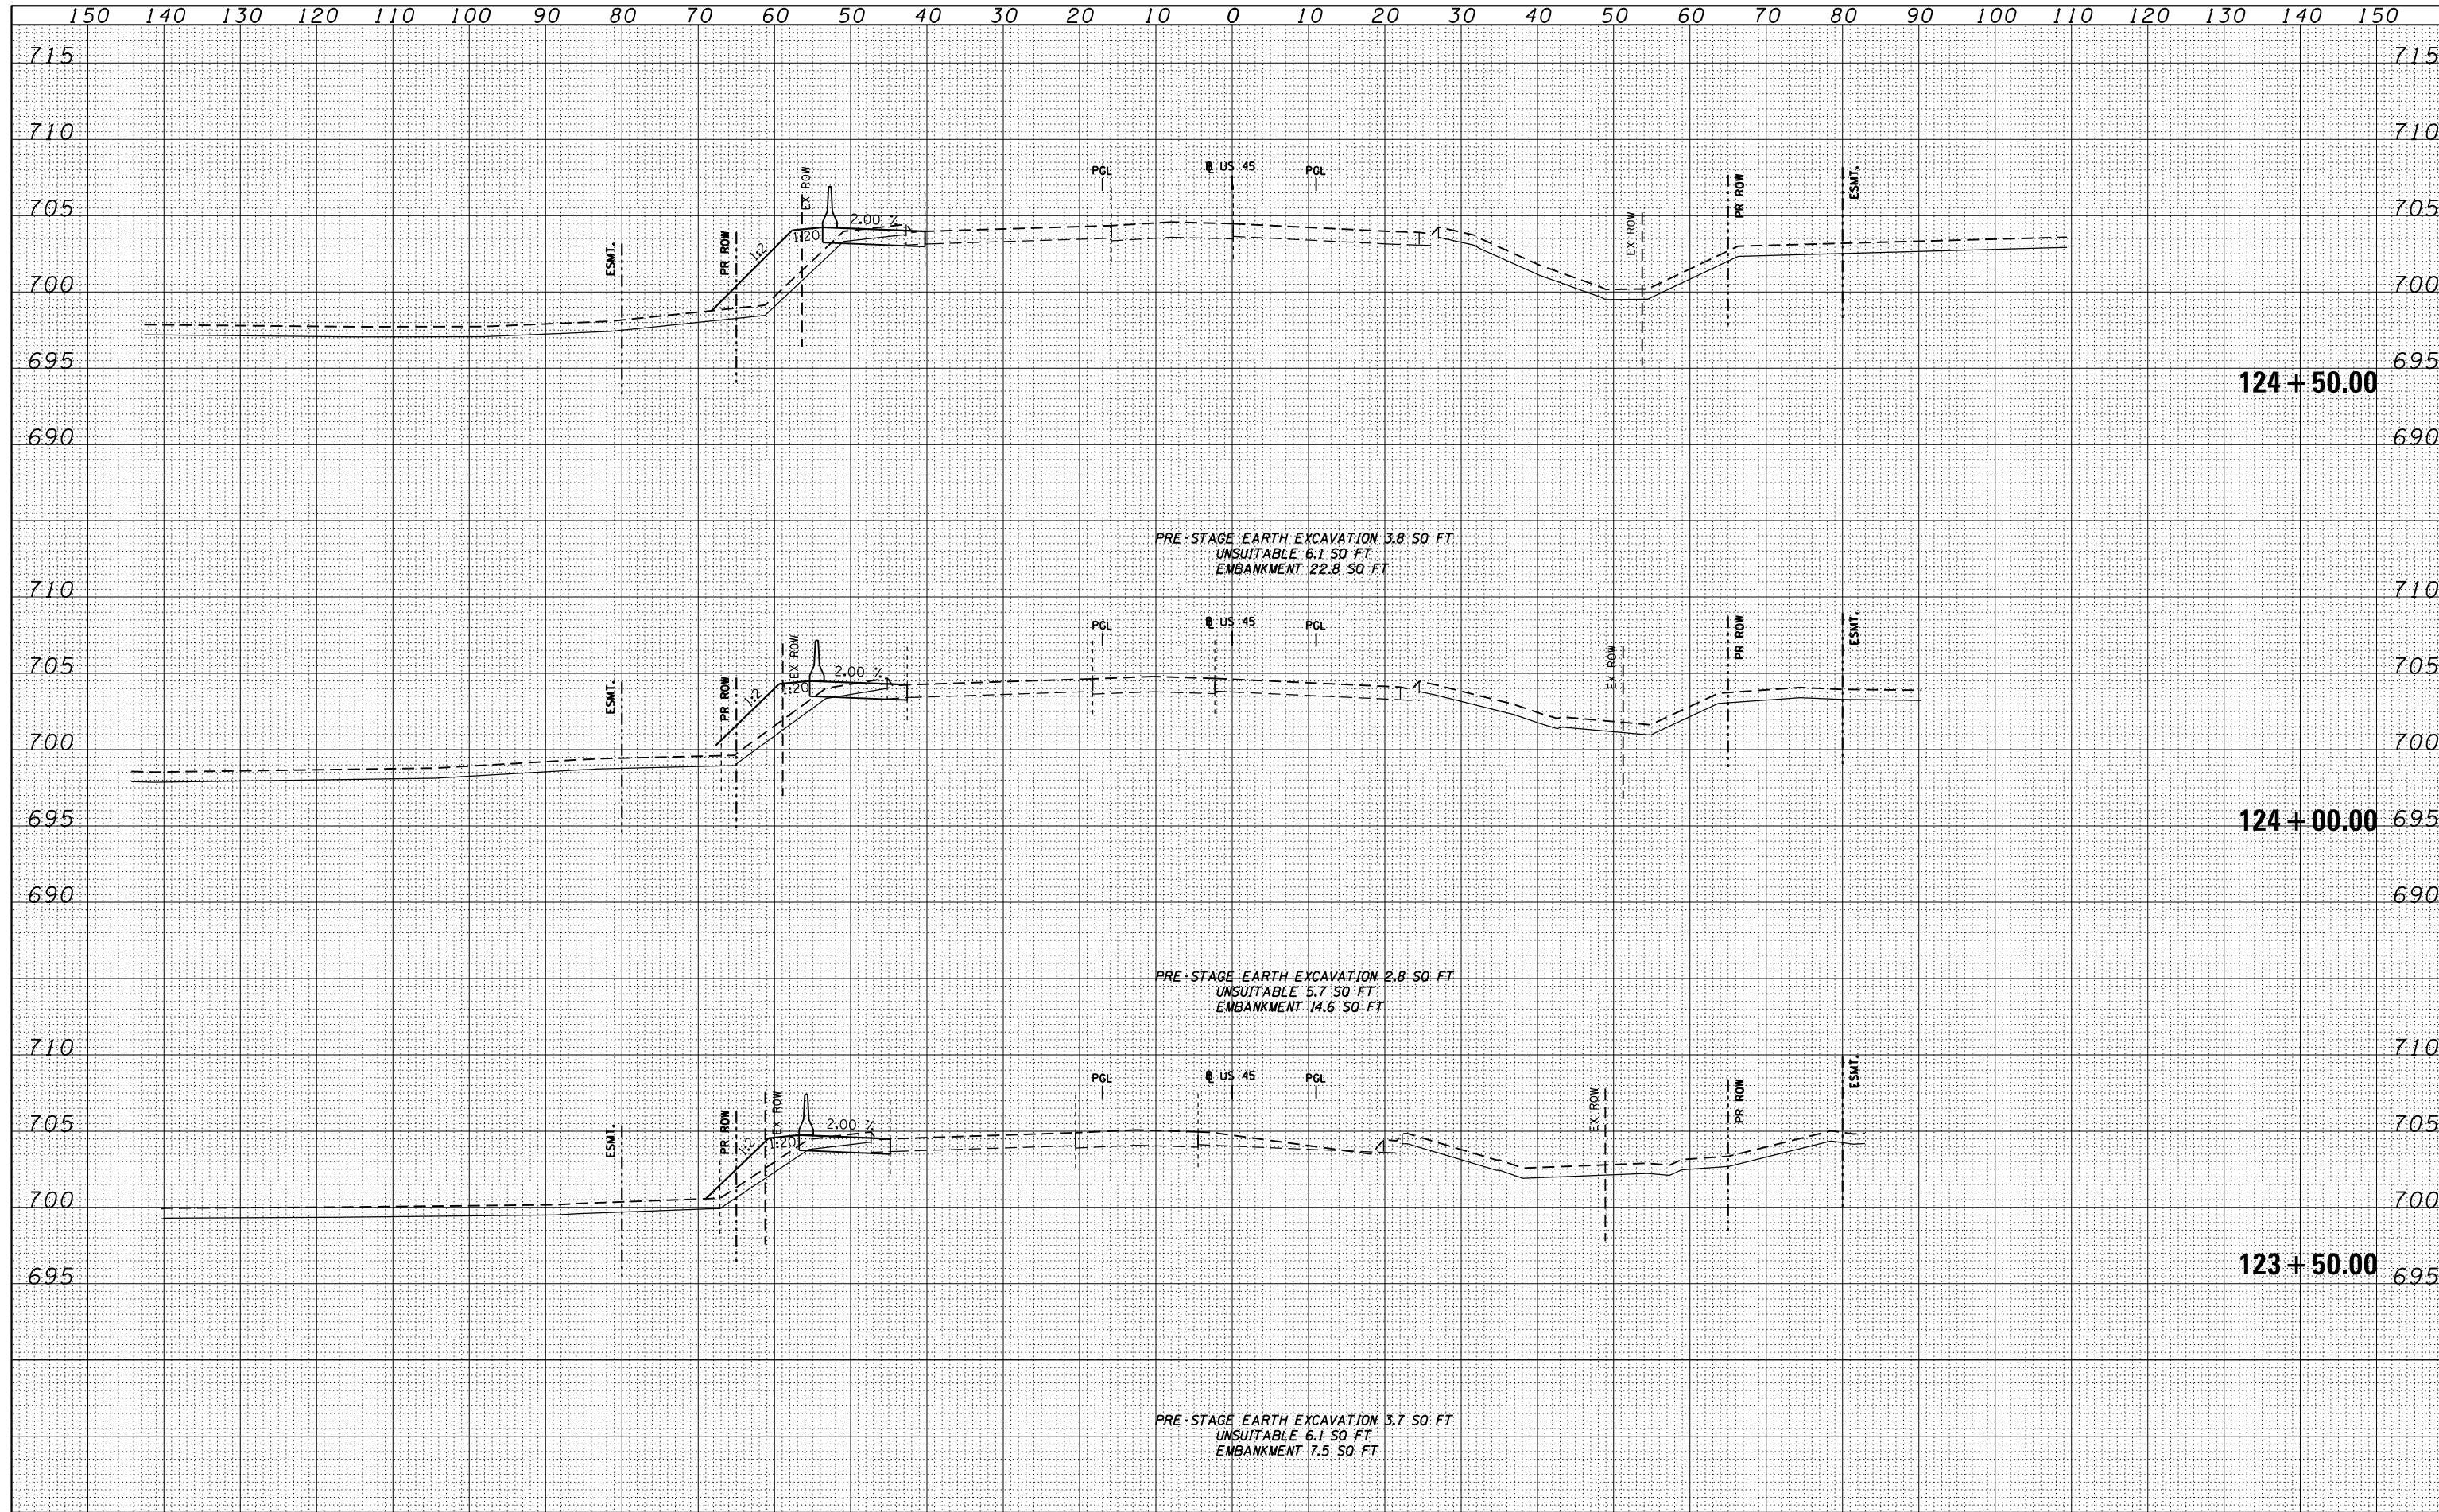 150 140 130 120 110 100 90 80 70 60 50 40 30 20 10 0 10 20 30 40 50 60 70 80 90 100 110 120 130 140 150
715 715
710 710
PGL ℄ US 45 PGL
EX ROW PR ROW ESMT.
705 2.00 % 705
ESMT. PR ROW 1:2 1:20 EX ROW
700 700
695 695
124 + 50.00
690 690
PRE-STAGE EARTH EXCAVATION 3.8 SQ FT
UNSUITABLE 6.1 SQ FT
EMBANKMENT 22.8 SQ FT
710 710
PGL ℄ US 45 PGL
EX ROW PR ROW ESMT.
705 2.00 % 705
ESMT. PR ROW 1:2 1:20 EX ROW
700 700
695 124 + 00.00 695
690 690
PRE-STAGE EARTH EXCAVATION 2.8 SQ FT
UNSUITABLE 5.7 SQ FT
EMBANKMENT 14.6 SQ FT
710 710
PGL ℄ US 45 PGL ESMT.
EX ROW EX ROW PR ROW
705 2.00 % 705
ESMT. PR ROW 1:2 1:20
700 700
123 + 50.00
695 695
PRE-STAGE EARTH EXCAVATION 3.7 SQ FT
UNSUITABLE 6.1 SQ FT
EMBANKMENT 7.5 SQ FT